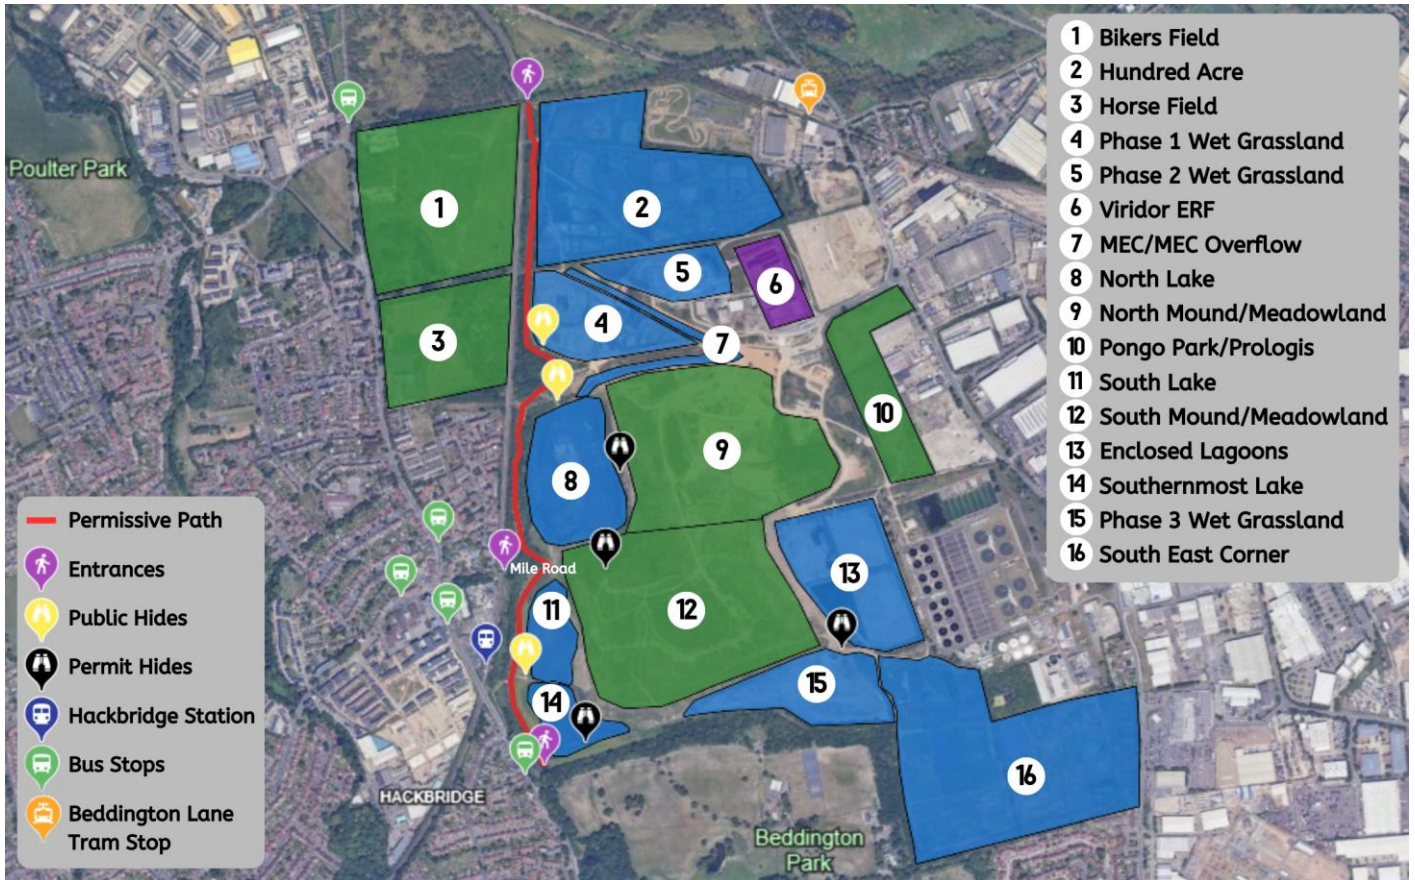 1 Bikers Field
2 Hundred Acre
3 Horse Field
4 Phase 1 Wet Grassland
5 Phase 2 Wet Grassland
6 Viridor ERF
7 MEC/MEC Overflow
8 North Lake
9 North Mound/Meadowland
10 Pongo Park/Prologis
11 South Lake
12 South Mound/Meadowland
13 Enclosed Lagoons
14 Southernmost Lake
15 Phase 3 Wet Grassland
16 South East Corner
Poulter Park
1
2
5
6
4
3
7
10
9
8
Mile Road
13
11
12
15
14
16
HACKBRIDGE
Beddington
Park
Permissive Path
Entrances
Public Hides
Permit Hides
Hackbridge Station
Bus Stops
Beddington Lane
Tram Stop